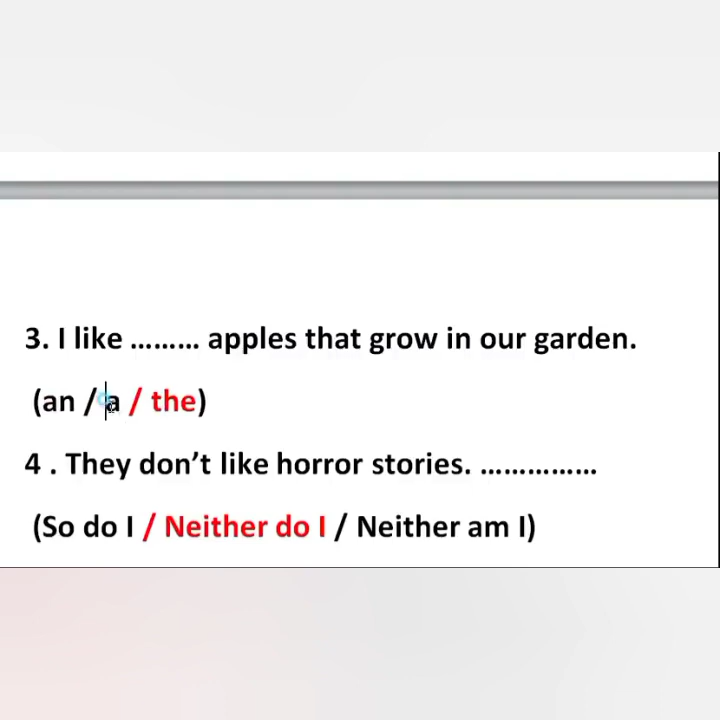 3. I like ......... apples that grow in our garden.
(an / a / the)
4 . They don’t like horror stories. ...............
(So do I / Neither do I / Neither am I)